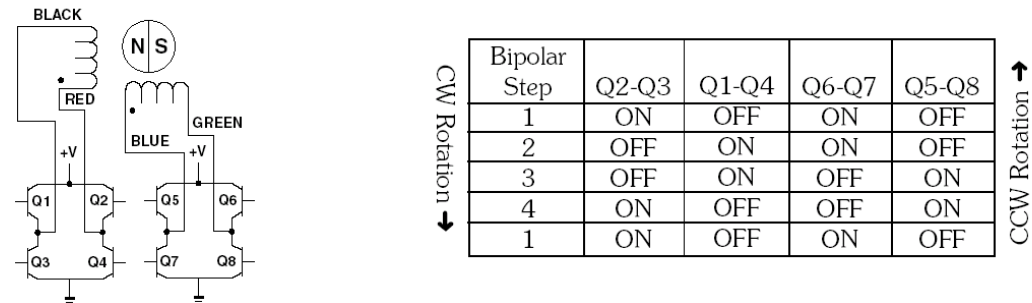 BLACK
N S
RED
GREEN
BLUE
+V
+V
Q1 Q2 Q5 Q6
Q3 Q4 Q7 Q8
CW Rotation
Bipolar
Step Q2-Q3 Q1-Q4 Q6-Q7 Q5-Q8
1 ON OFF ON OFF
2 OFF ON ON OFF
3 OFF ON OFF ON
4 ON OFF OFF ON
1 ON OFF ON OFF
CCW Rotation